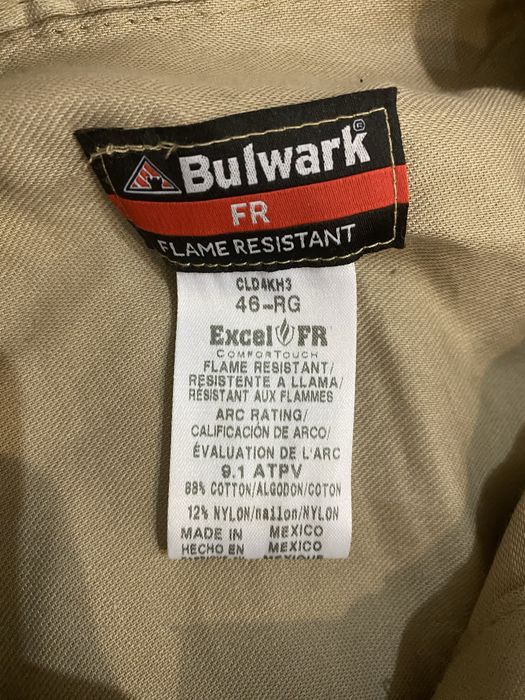 Bulwark®
FR
FLAME RESISTANT
CLD4KH3
46-RG
Excel FR
COMFORTOUCH
FLAME RESISTANT/
RESISTENTE A LLAMA/
RÉSISTANT AUX FLAMMES
ARC RATING/
CALIFICACIÓN DE ARCO/
ÉVALUATION DE L'ARC
9.1 ATPV
88% COTTON/ALGODON/COTON
12% NYLON/nailon/NYLON
MADE IN MEXICO
HECHO EN MEXICO
MEXIQUE